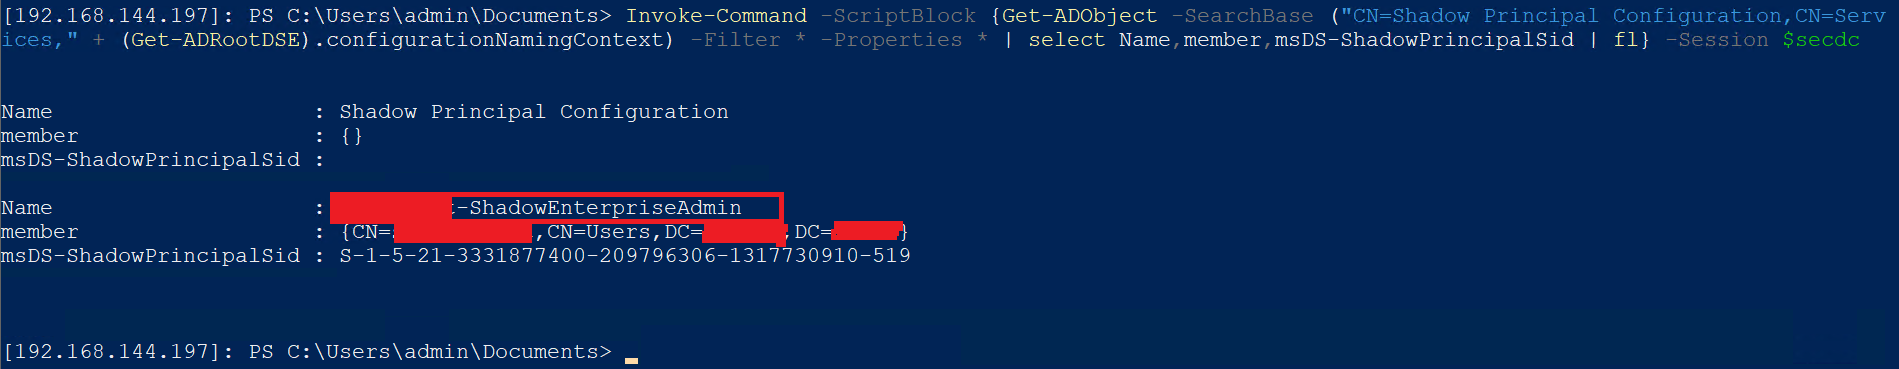 [192.168.144.197]: PS C:\Users\admin\Documents> Invoke-Command -ScriptBlock {Get-ADObject -SearchBase ("CN=Shadow Principal Configuration,CN=Serv
ices," + (Get-ADRootDSE).configurationNamingContext) -Filter * -Properties * | select Name,member,msDS-ShadowPrincipalSid | fl} -Session $secdc
Name : Shadow Principal Configuration
member : {}
msDS-ShadowPrincipalSid :
Name : -ShadowEnterpriseAdmin
member : {CN= ,CN=Users,DC= ,DC= }
msDS-ShadowPrincipalSid : S-1-5-21-3331877400-209796306-1317730910-519
[192.168.144.197]: PS C:\Users\admin\Documents>